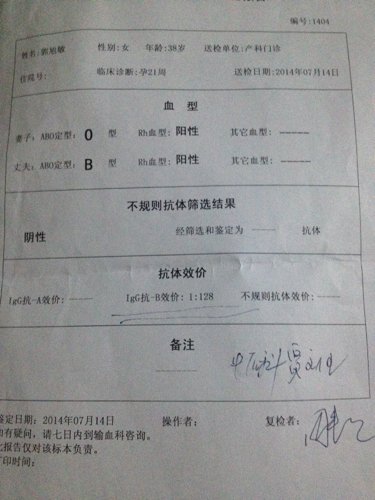 编号:1404
姓名:郭旭敏 性别:女 年龄:38岁 送检单位:产科门诊
住院号: 临床诊断:孕21周 送检日期:2014年07月14日
血 型
妻子:ABO定型: O 型 Rh血型: 阳性 其它血型: -----
丈夫:ABO定型: B 型 Rh血型: 阳性 其它血型: -----
不规则抗体筛选结果
阴性 经筛选和鉴定为 ----- 抗体
抗体效价
IgG抗-A效价: ----- IgG抗-B效价: 1:128 不规则抗体效价: -----
备注
鉴定日期: 2014年07月14日 操作者: 复检者:
如有疑问，请七日内到输血科咨询。
此报告仅对该标本负责。
打印时间: